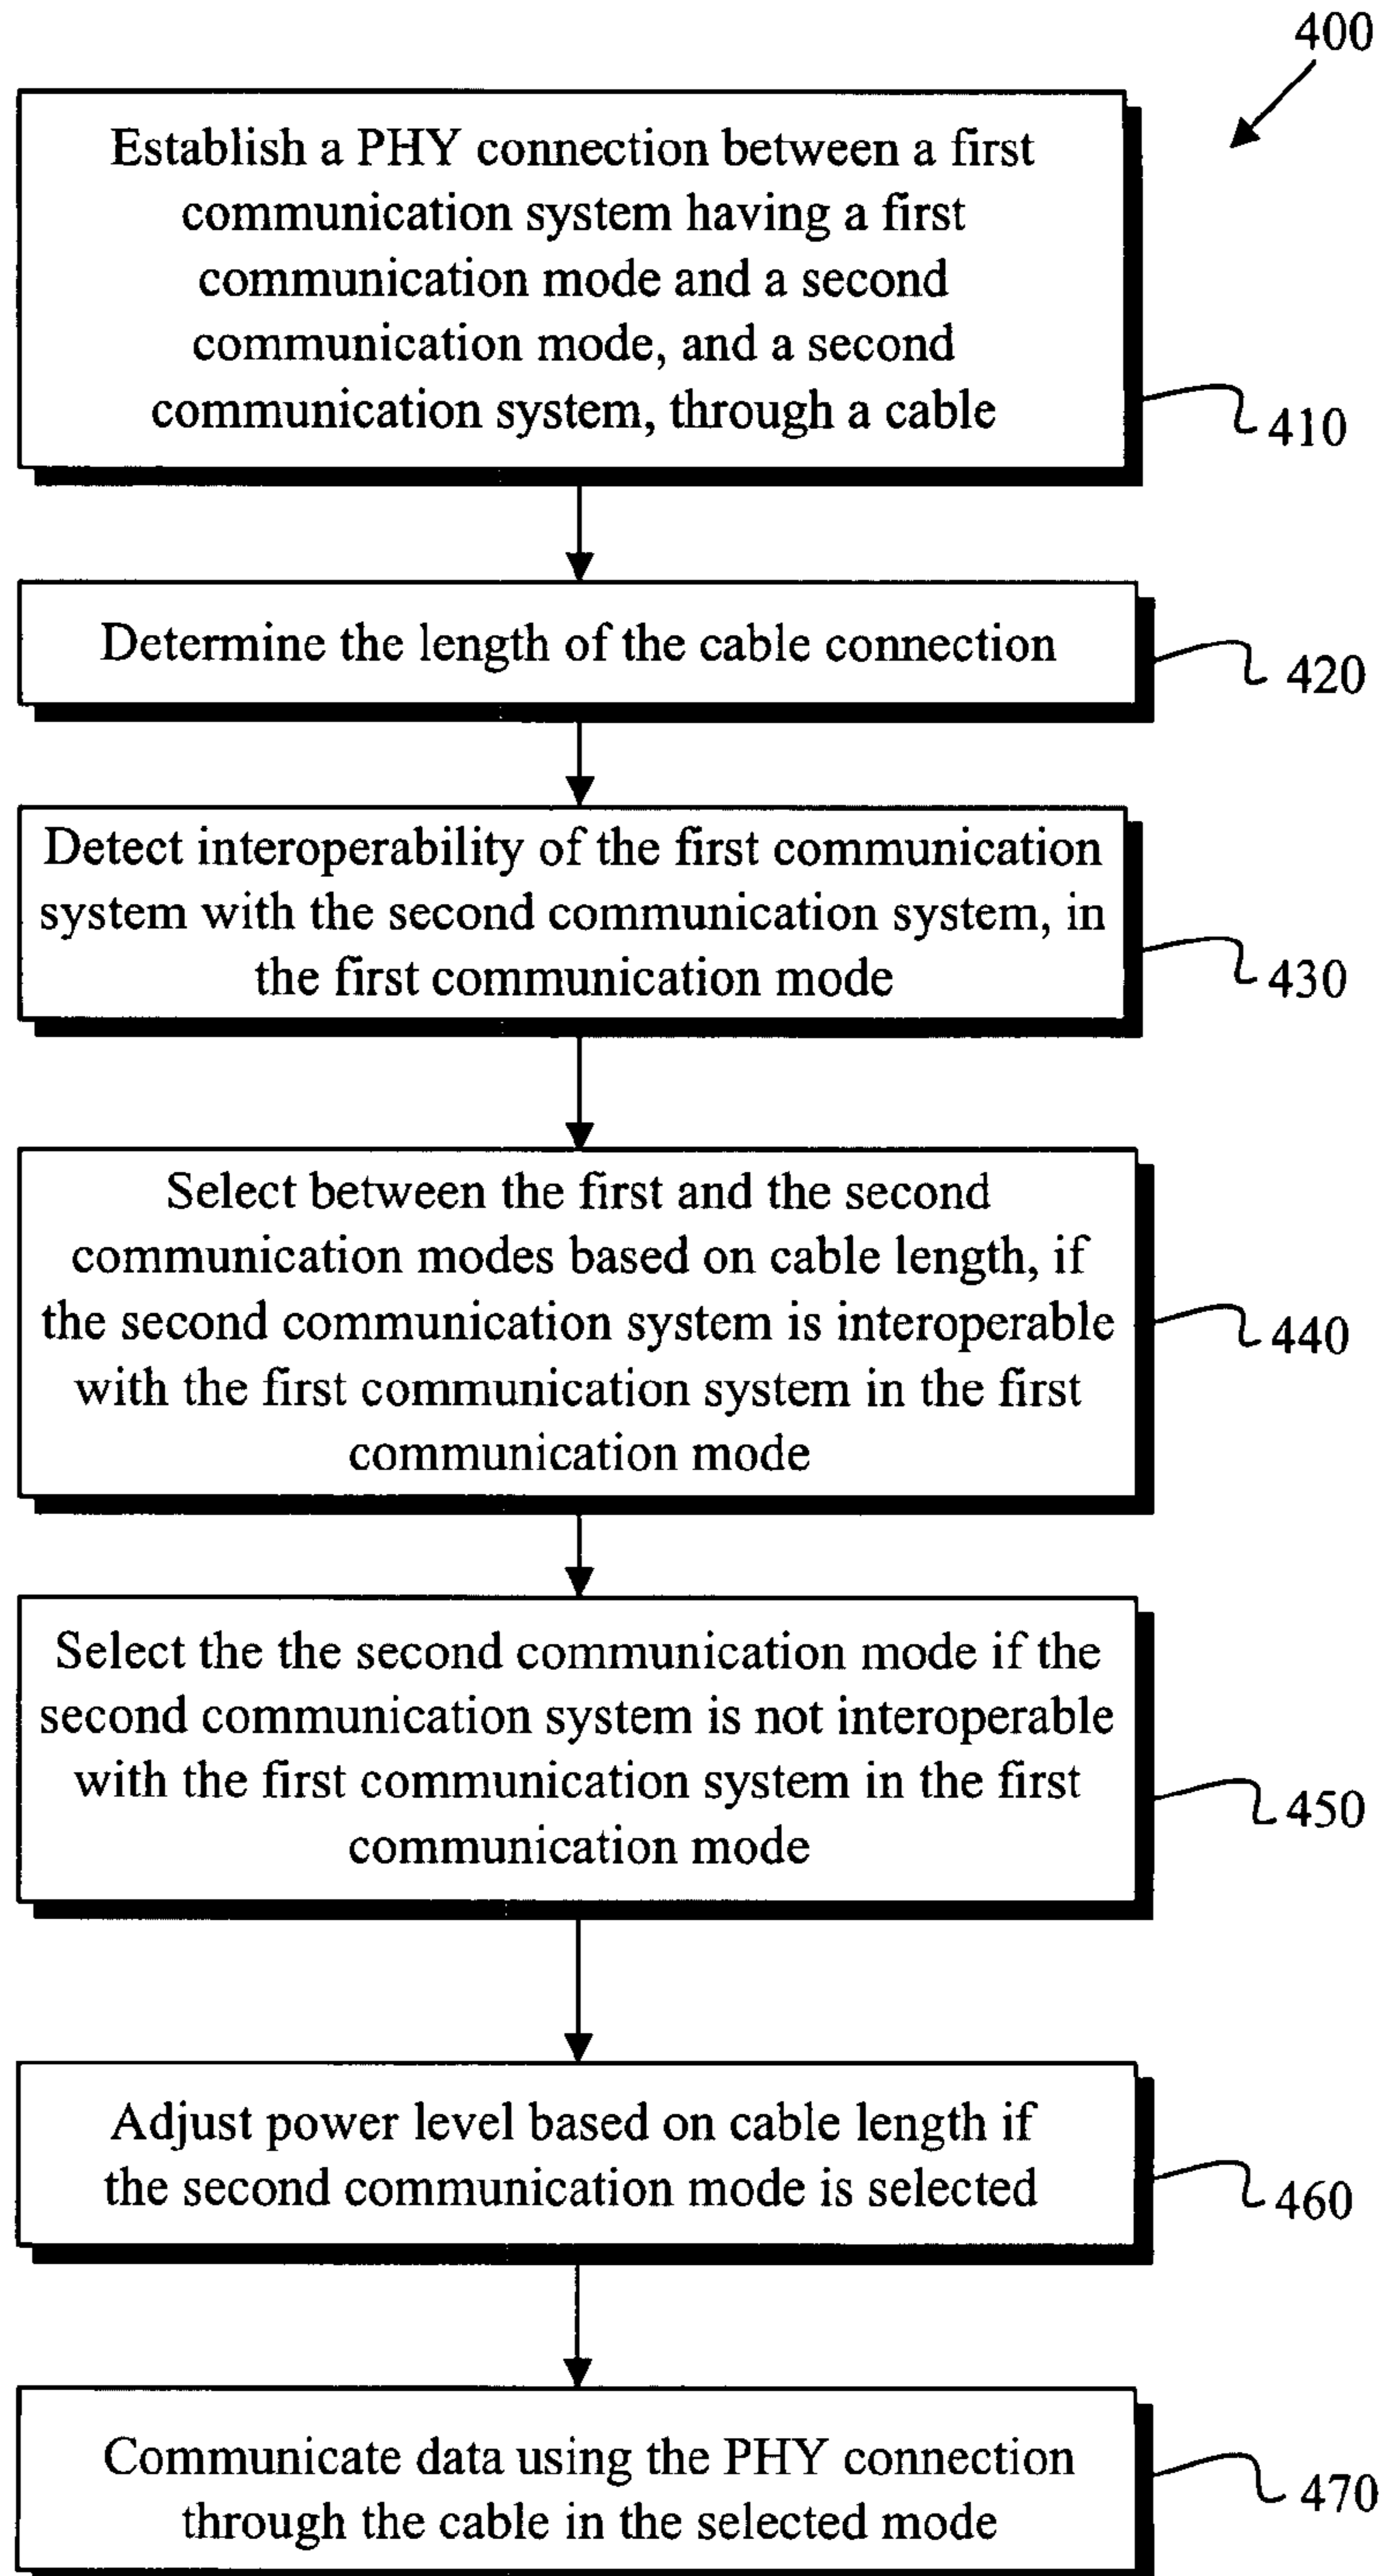 400
Establish a PHY connection between a first
communication system having a first
communication mode and a second
communication mode, and a second
communication system, through a cable
410
Determine the length of the cable connection
420
Detect interoperability of the first communication
system with the second communication system, in
the first communication mode
430
Select between the first and the second
communication modes based on cable length, if
the second communication system is interoperable
with the first communication system in the first
communication mode
440
Select the the second communication mode if the
second communication system is not interoperable
with the first communication system in the first
communication mode
450
Adjust power level based on cable length if
the second communication mode is selected
460
Communicate data using the PHY connection
through the cable in the selected mode
470